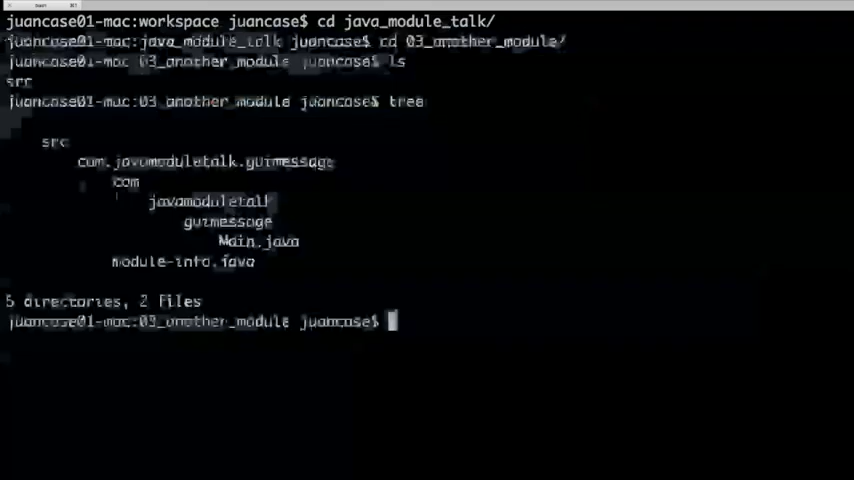 main
juancase01-mac:workspace juancase$ cd java_module_talk/
juancase01-mac:java_module_talk juancase$ cd 03_another_module/
juancase01-mac:03_another_module juancase$ ls
src
juancase01-mac:03_another_module juancase$ tree
src
com.javamoduletalk.guimessage
com
javamoduletalk
guimessage
Main.java
module-info.java
5 directories, 2 files
juancase01-mac:03_another_module juancase$